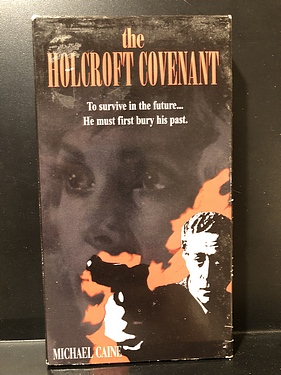 the
HOLCROFT COVENANT
To survive in the future...
He must first bury his past.
MICHAEL CAINE